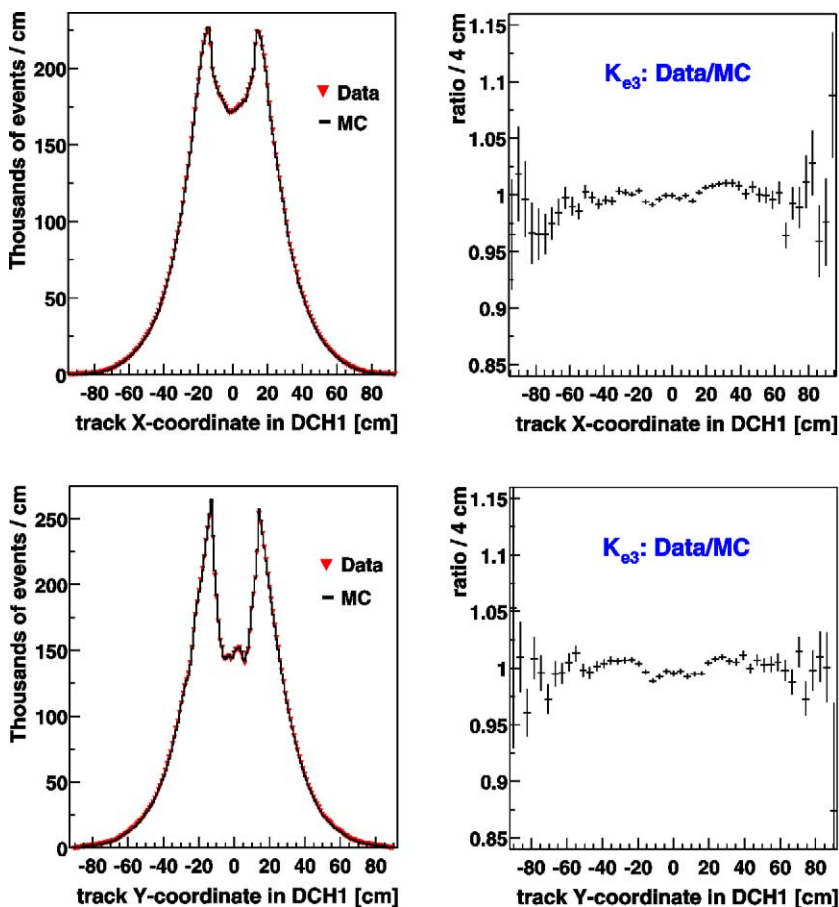 Thousands of events / cm
200
150
100
50
0
Data
MC
-80 -60 -40 -20 0 20 40 60 80
track X-coordinate in DCH1 [cm]
ratio / 4 cm
1.15
1.1
1.05
1
0.95
0.9
0.85
Ke3: Data/MC
-80 -60 -40 -20 0 20 40 60 80
track X-coordinate in DCH1 [cm]
Thousands of events / cm
250
200
150
100
50
0
Data
MC
-80 -60 -40 -20 0 20 40 60 80
track Y-coordinate in DCH1 [cm]
ratio / 4 cm
1.15
1.1
1.05
1
0.95
0.9
0.85
Ke3: Data/MC
-80 -60 -40 -20 0 20 40 60 80
track Y-coordinate in DCH1 [cm]